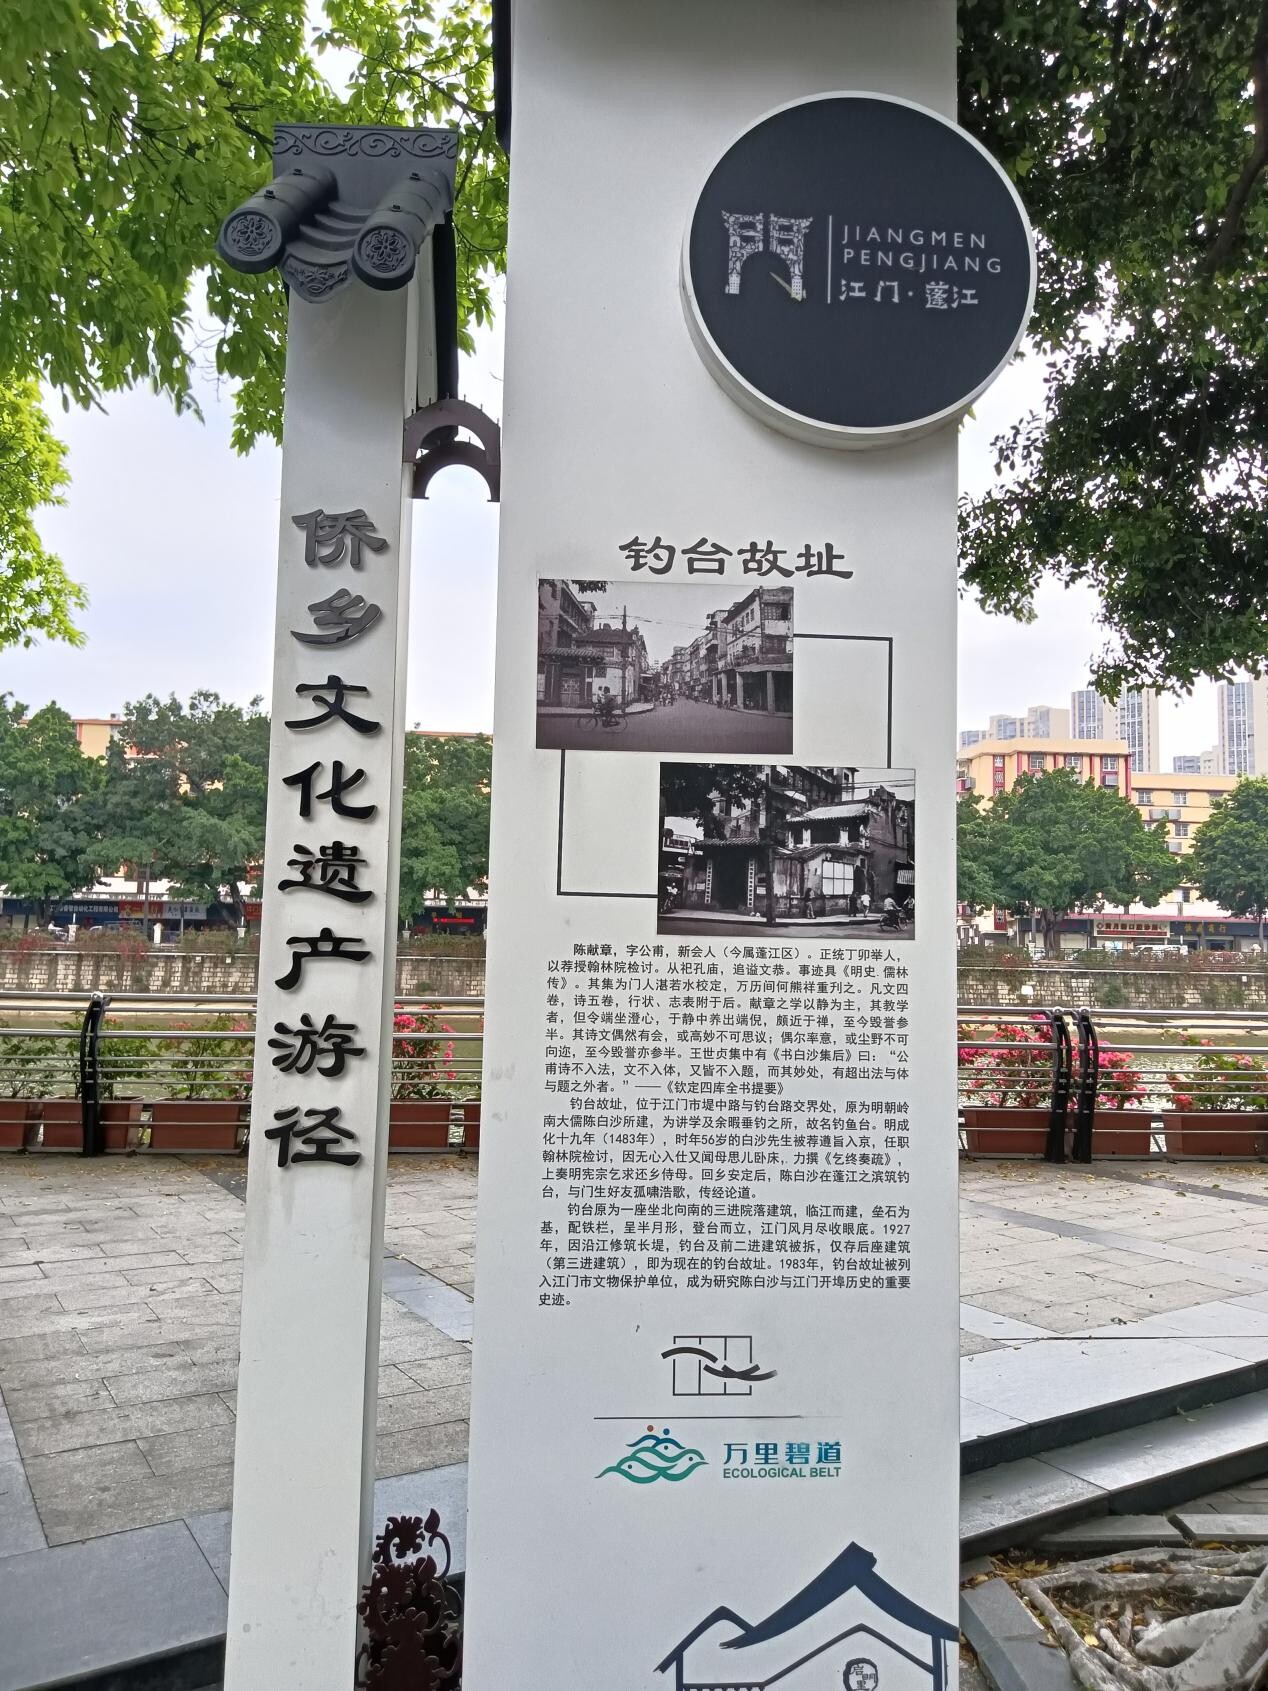 JIANGMEN
PENGJIANG
江门·蓬江
侨乡文化遗产游径
钓台故址
陈献章，字公甫，新会人（今属蓬江区）。正统丁卯举人，
以荐授翰林院检讨。从祀孔庙，追谥文恭。事迹具《明史.儒林
传》。其集为门人湛若水校定，万历间何熊祥重刋之。凡文四
卷，诗五卷，行状、志表附于后。献章之学以静为主，其教学
者，但令端坐澄心，于静中养出端倪，颇近于禅，至今毁誉参
半。其诗文偶然有会，或高妙不可思议；偶尔率意，或尘野不可
向迩，至今毁誉亦参半。王世贞集中有《书白沙集后》曰：“公
甫诗不入法，文不入体，又皆不入题，而其妙处，有超出法与体
与题之外者。”——《钦定四库全书提要》
钓台故址，位于江门市堤中路与钓台路交界处，原为明朝岭
南大儒陈白沙所建，为讲学及余暇垂钓之所，故名钓鱼台。明成
化十九年（1483年），时年56岁的白沙先生被荐遵旨入京，任职
翰林院检讨，因无心入仕又闻母思儿卧床，力撰《乞终奏疏》，
上奏明宪宗乞求还乡侍母。回乡安定后，陈白沙在蓬江之滨筑钓
台，与门生好友孤啸浩歌，传经论道。
钓台原为一座坐北向南的三进院落建筑，临江而建，垒石为
基，配铁栏，呈半月形，登台而立，江门风月尽收眼底。1927
年，因沿江修筑长堤，钓台及前二进建筑被拆，仅存后座建筑
（第三进建筑），即为现在的钓台故址。1983年，钓台故址被列
入江门市文物保护单位，成为研究陈白沙与江门开埠历史的重要
史迹。
万里碧道
ECOLOGICAL BELT